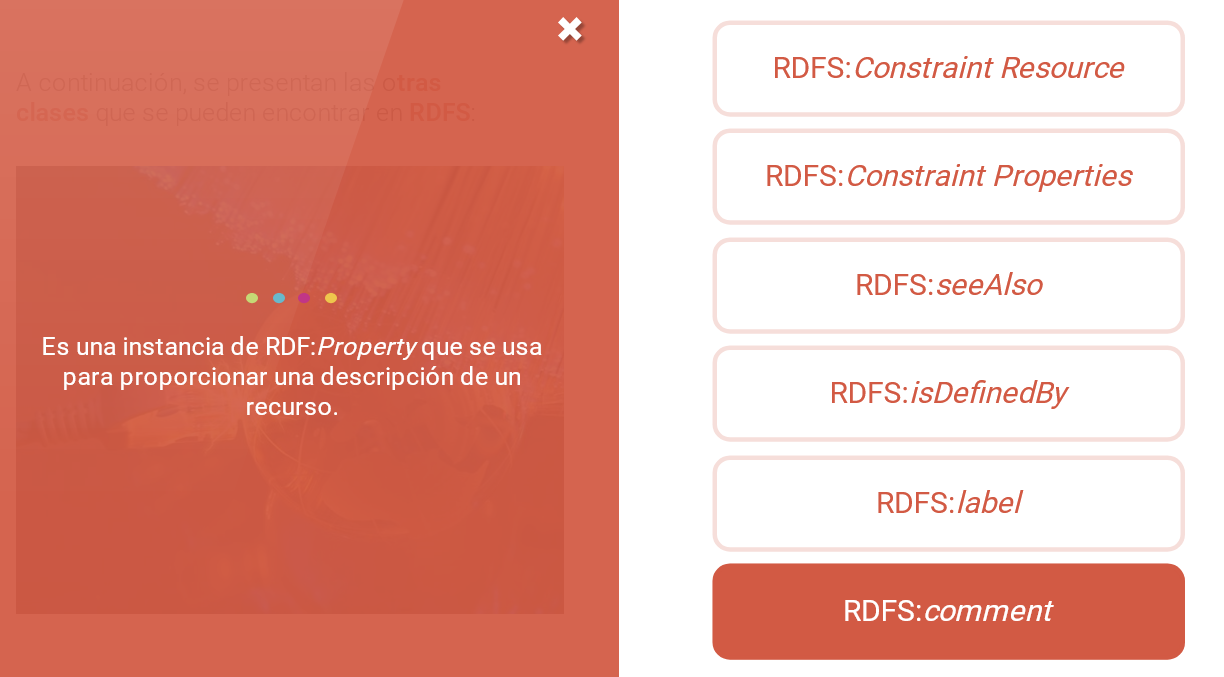 A continuación, se presentan las otras
clases que se pueden encontrar en RDFS:
Es una instancia de RDF:Property que se usa
para proporcionar una descripción de un
recurso.
RDFS:Constraint Resource
RDFS:Constraint Properties
RDFS:seeAlso
RDFS:isDefinedBy
RDFS:label
RDFS:comment